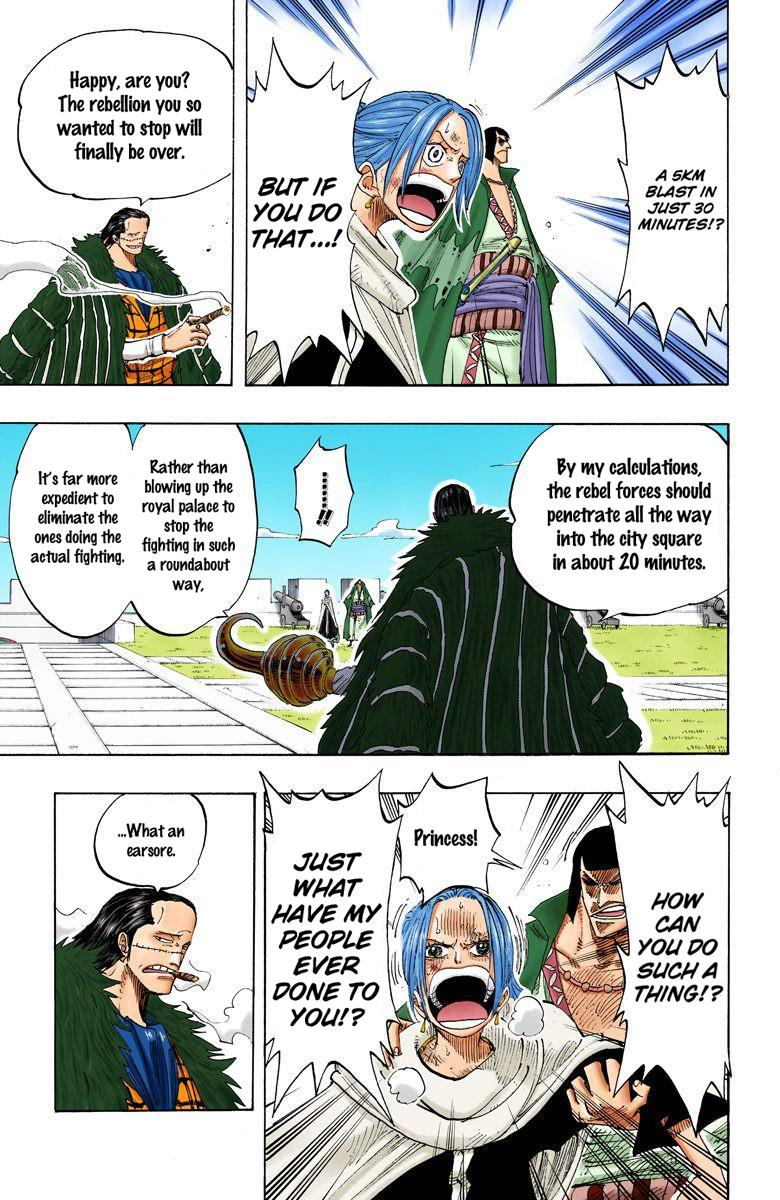 A 5KM
BLAST IN
JUST 30
MINUTES!?
BUT IF
YOU DO
THAT...!
Happy, are you?
The rebellion you so
wanted to stop will
finally be over.
By my calculations,
the rebel forces should
penetrate all the way
into the city square
in about 20 minutes.
.....!!
Rather than
blowing up the
royal palace to
stop the
fighting in such
a roundabout
way,
It's far more
expedient to
eliminate the
ones doing the
actual fighting.
HOW
CAN
YOU DO
SUCH A
THING!?
Princess!
JUST
WHAT
HAVE MY
PEOPLE
EVER
DONE TO
YOU!?
...What an
earsore.